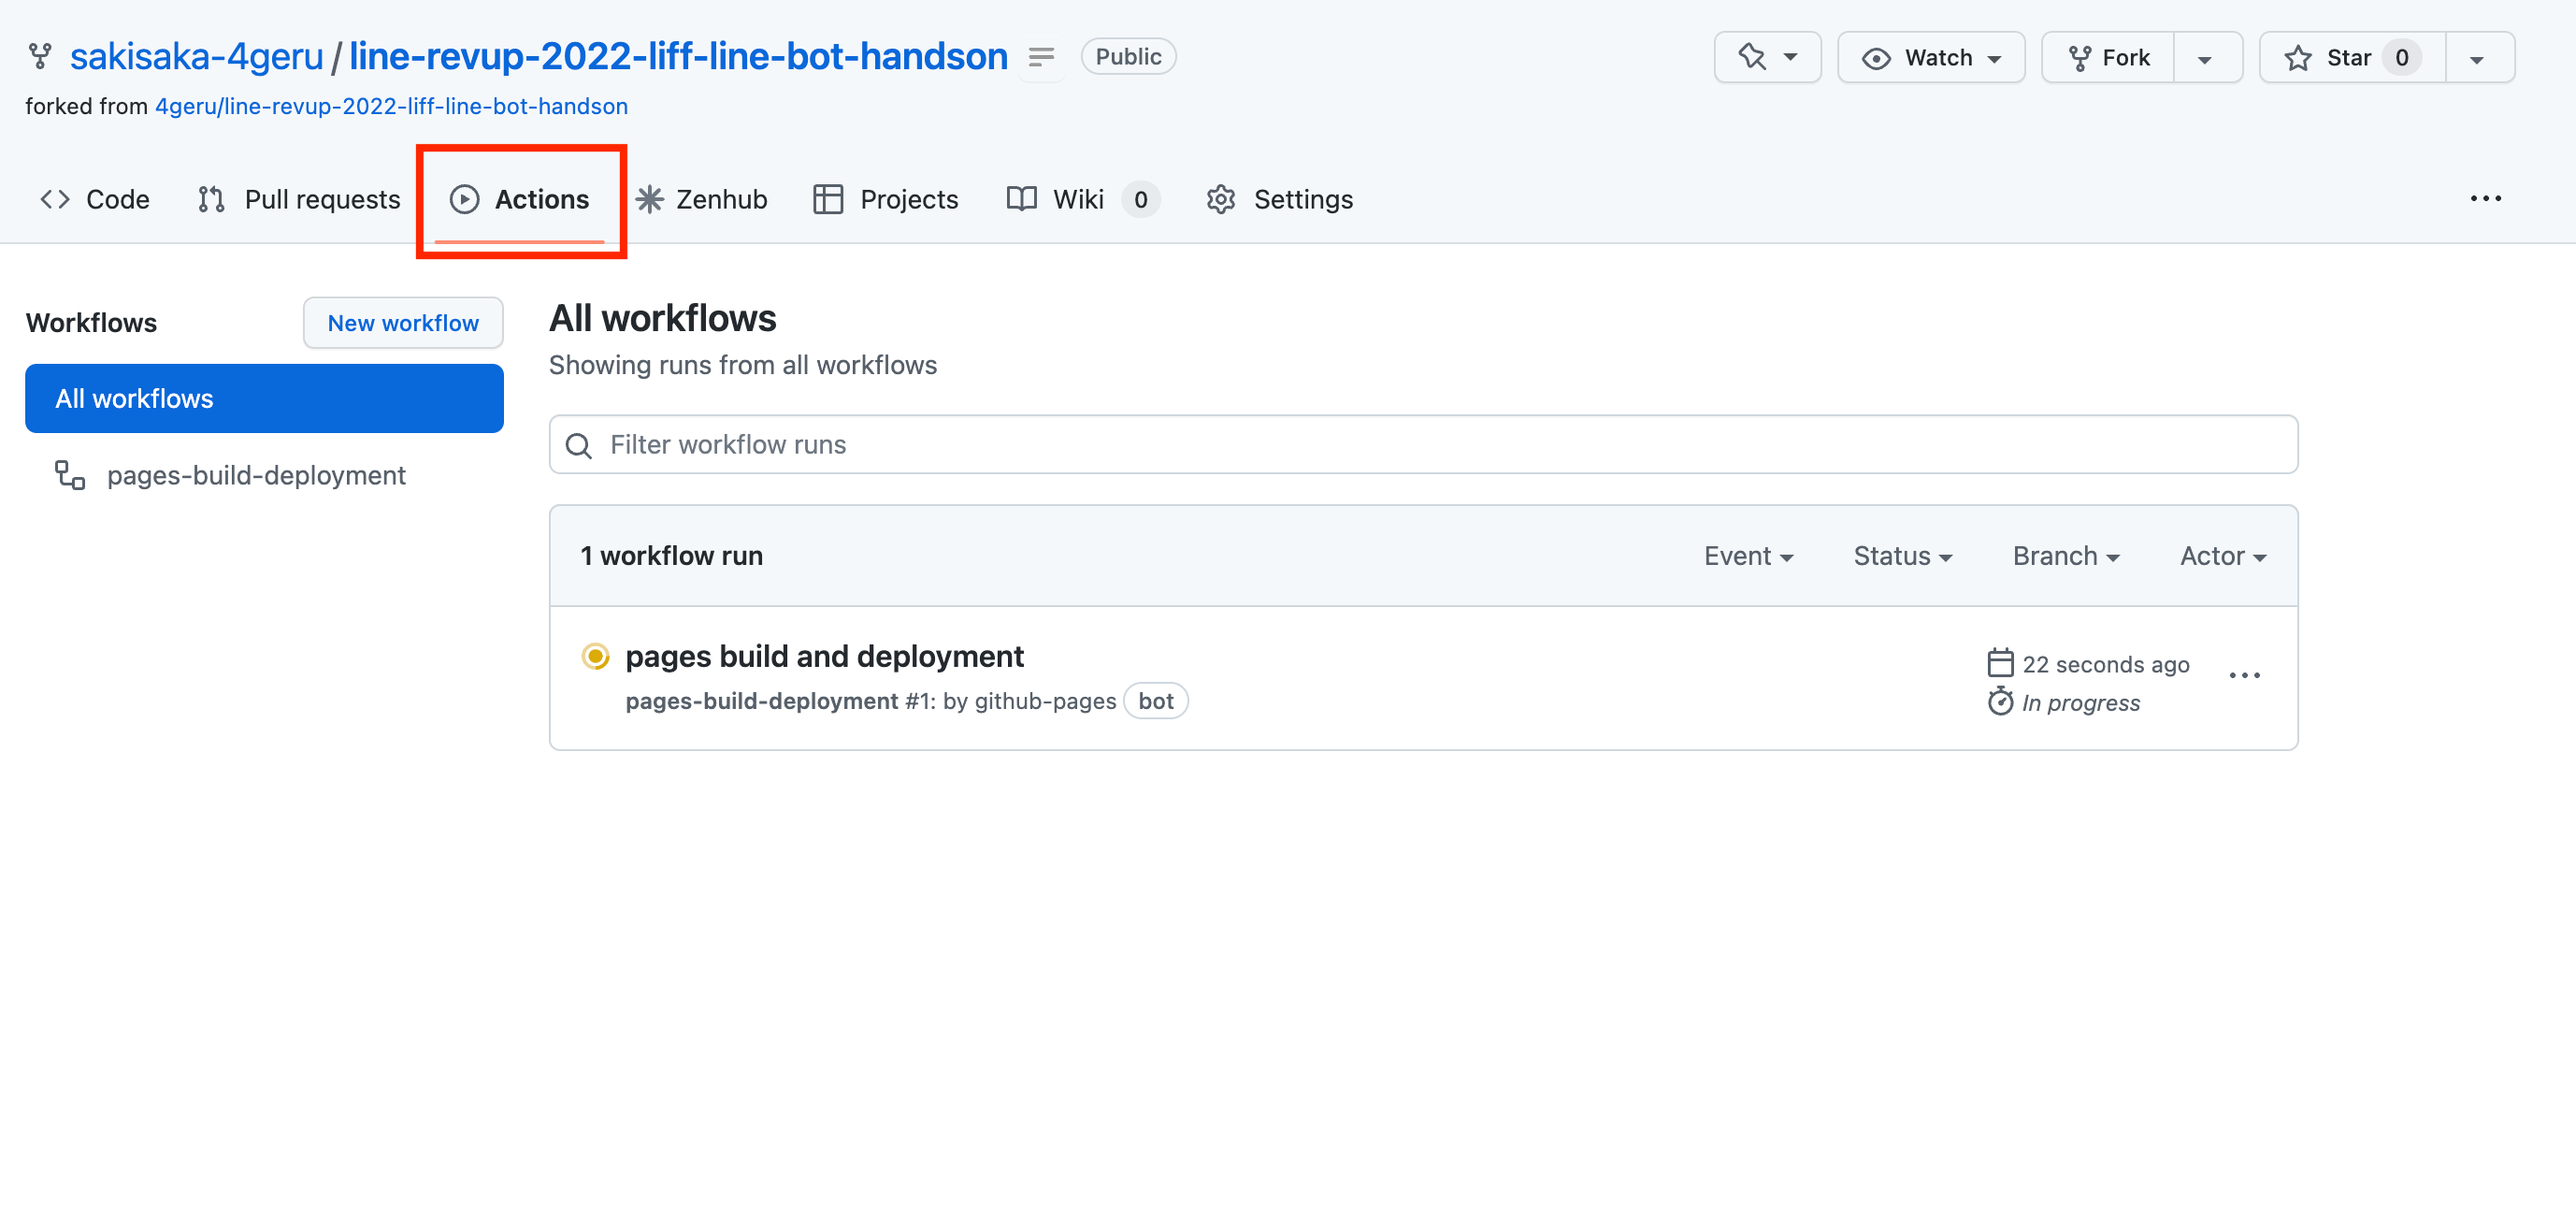 sakisaka-4geru / line-revup-2022-liff-line-bot-handson Public Watch Fork Star 0
forked from 4geru/line-revup-2022-liff-line-bot-handson
Code Pull requests Actions Zenhub Projects Wiki 0 Settings
Workflows New workflow
All workflows
pages-build-deployment
All workflows
Showing runs from all workflows
Filter workflow runs
1 workflow run Event Status Branch Actor
pages build and deployment
pages-build-deployment #1: by github-pages bot
22 seconds ago
In progress